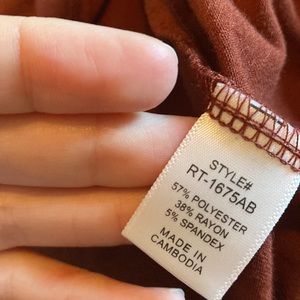 STYLE#
RT-1675AB
57% POLYESTER
38% RAYON
5% SPANDEX
MADE IN
CAMBODIA